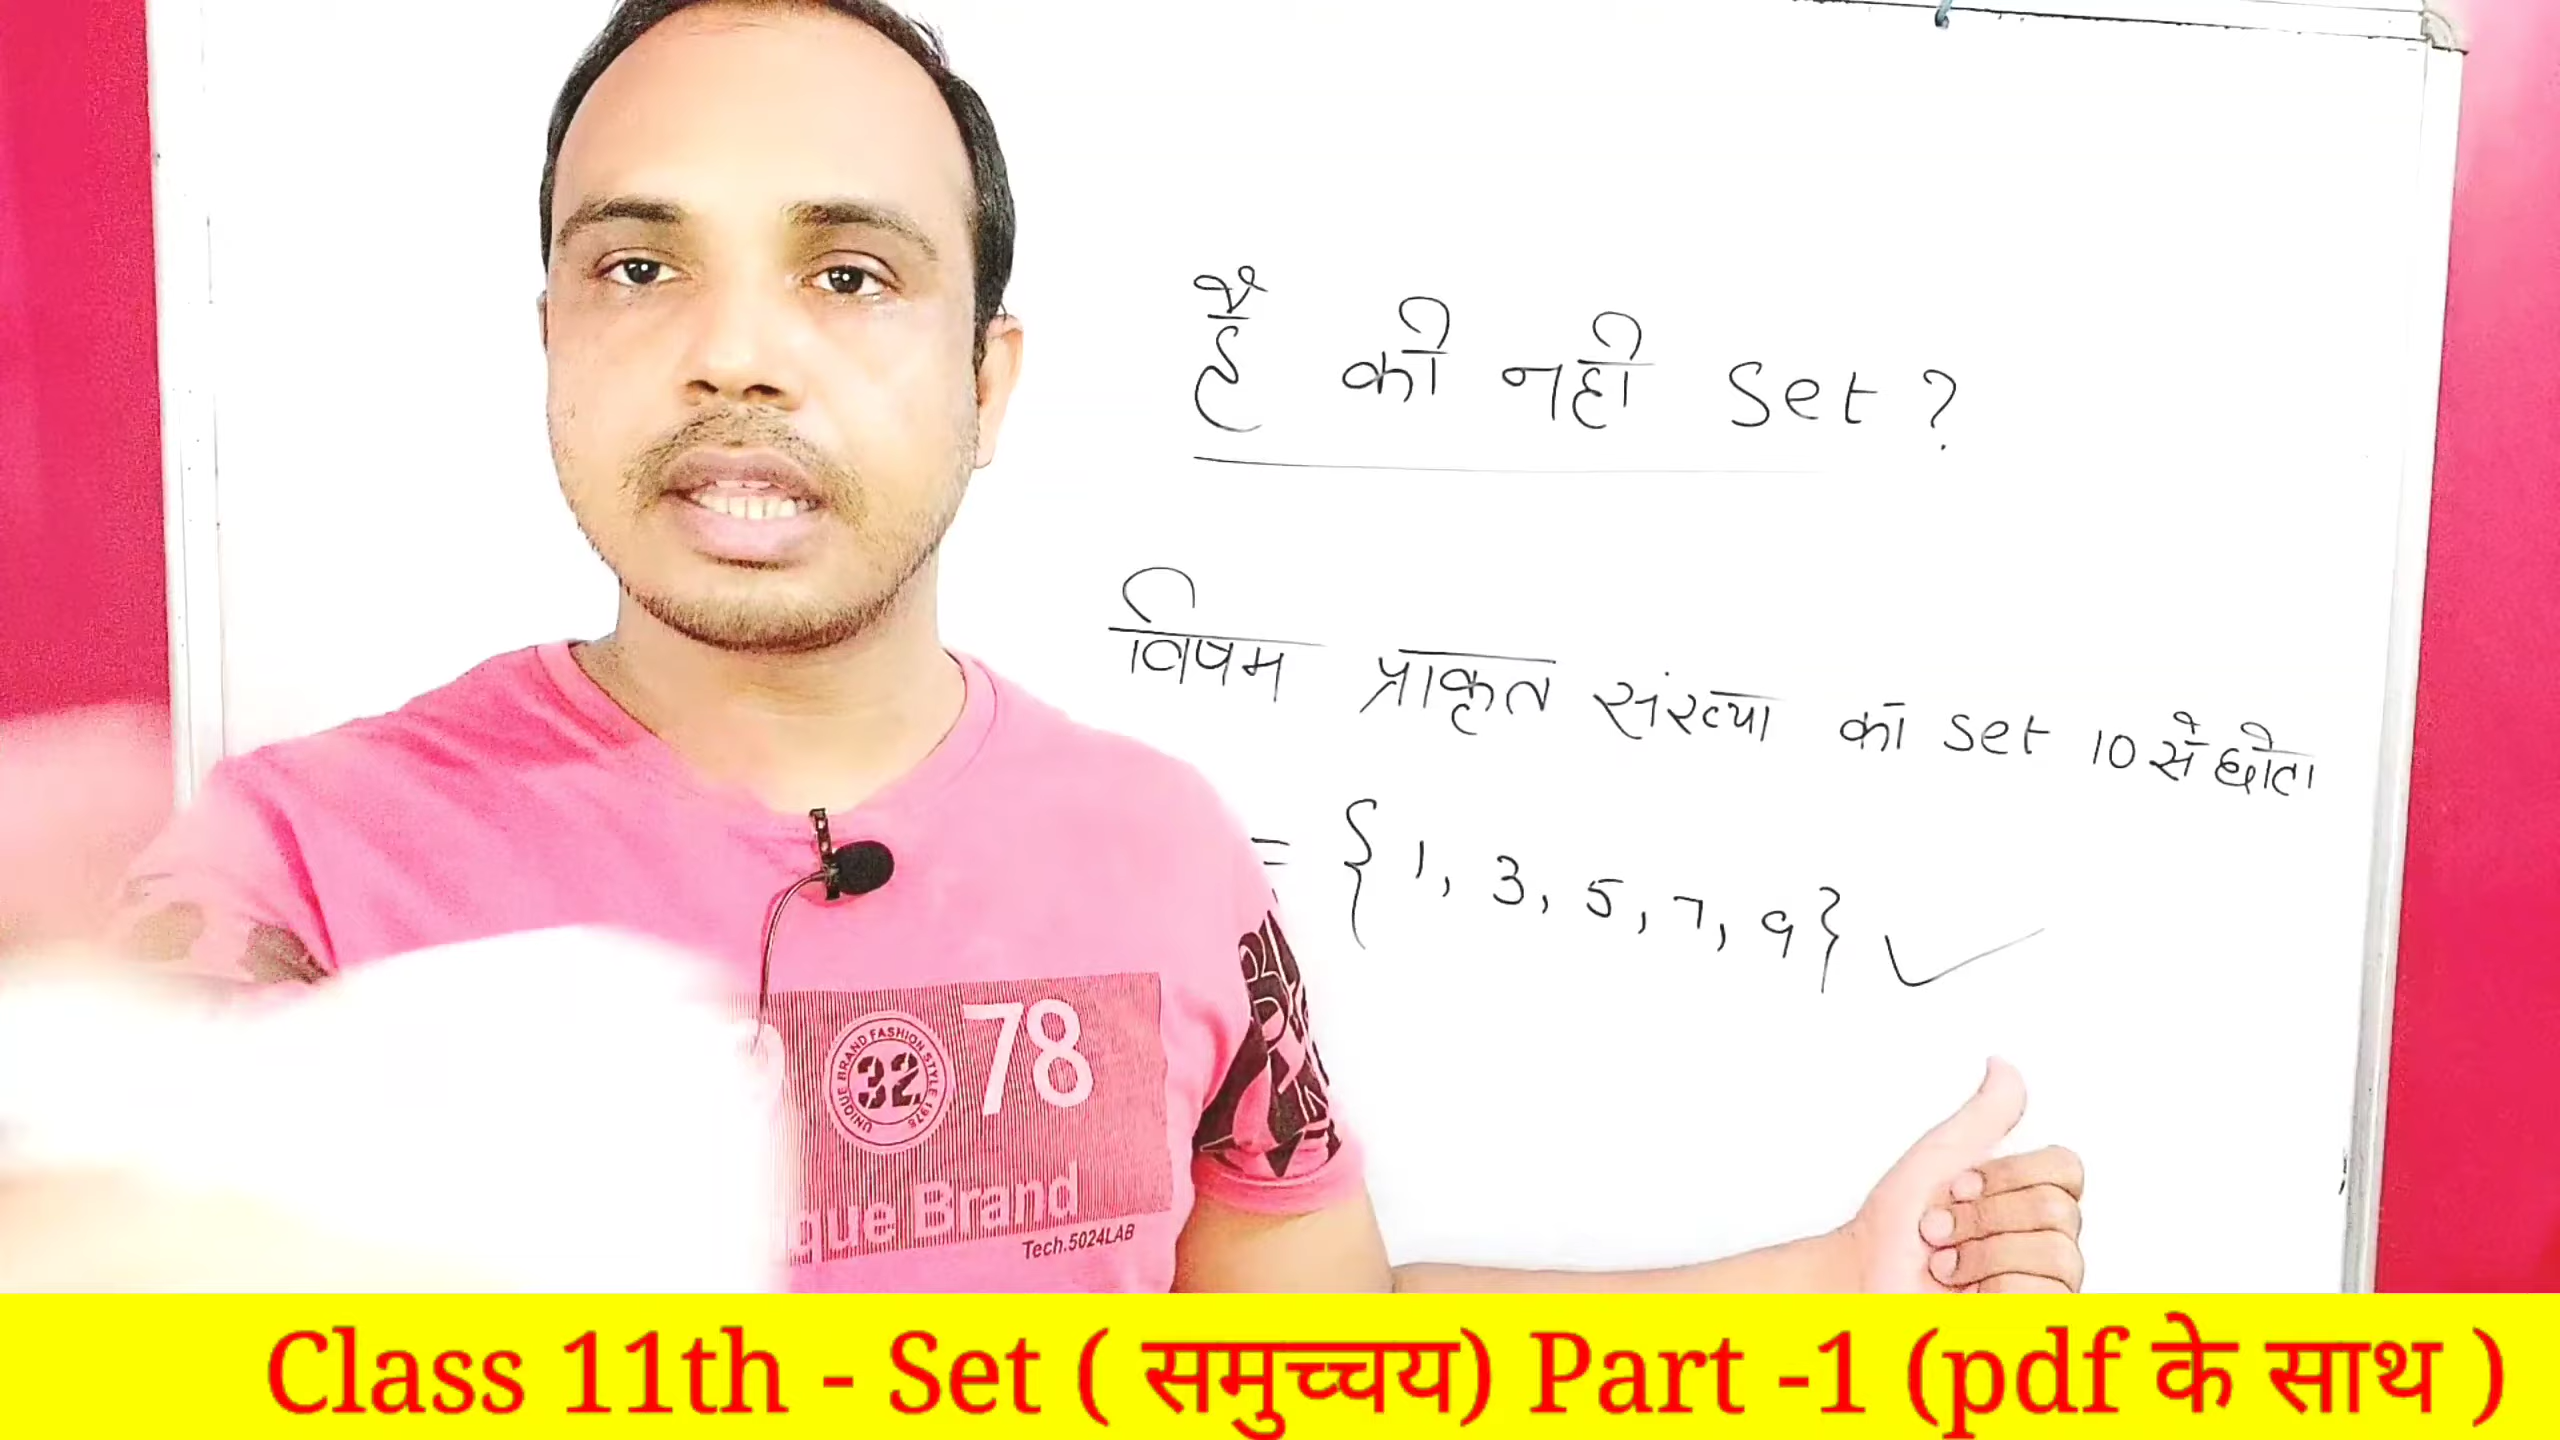 है की नही set ?
विषम प्राकृत संख्या का set 10 से छोटा
= { 1, 3, 5, 7, 9 } ✓
UNIQUE BRAND FASHION STYLE 1978
32
78
que Brand
Tech.5024LAB
Class 11th - Set ( समुच्चय) Part -1 (pdf के साथ )